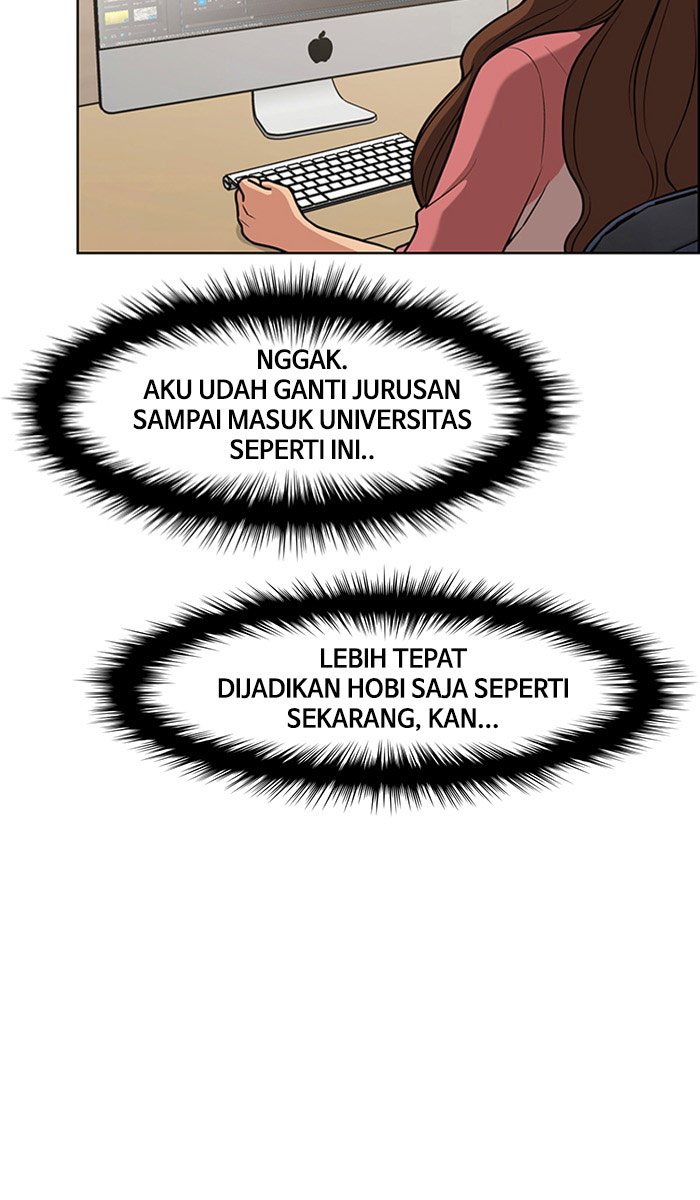 NGGAK.
AKU UDAH GANTI JURUSAN
SAMPAI MASUK UNIVERSITAS
SEPERTI INI..
LEBIH TEPAT
DIJADIKAN HOBI SAJA SEPERTI
SEKARANG, KAN...